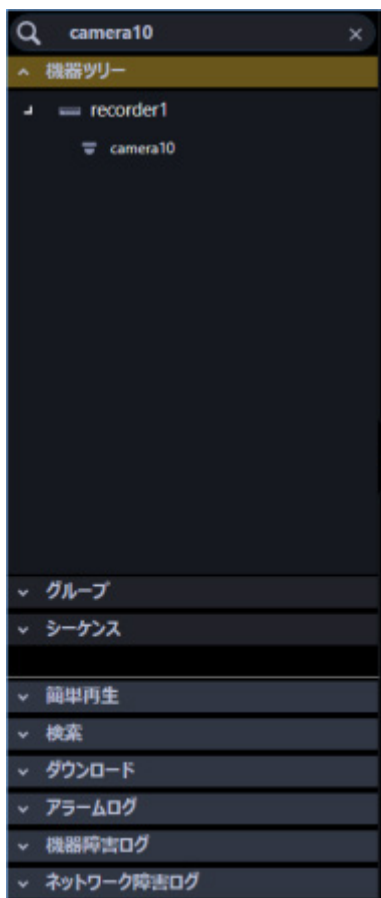 camera10
機器ツリー
recorder1
camera10
グループ
シーケンス
簡単再生
検索
ダウンロード
アラームログ
機器障害ログ
ネットワーク障害ログ